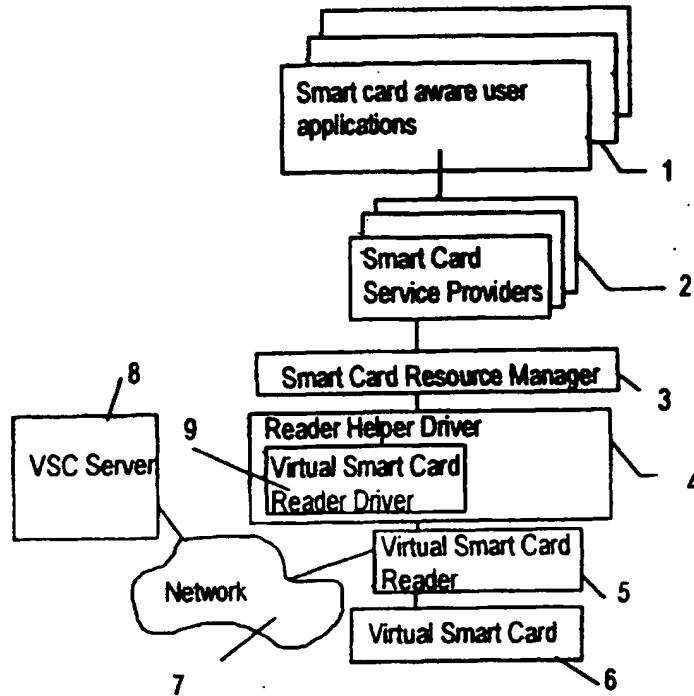 Smart card aware user
applications
1
Smart Card
Service Providers
2
8
Smart Card Resource Manager
3
9
Reader Helper Driver
VSC Server
Virtual Smart Card
Reader Driver
4
Virtual Smart Card
Reader
5
Network
Virtual Smart Card
7
6